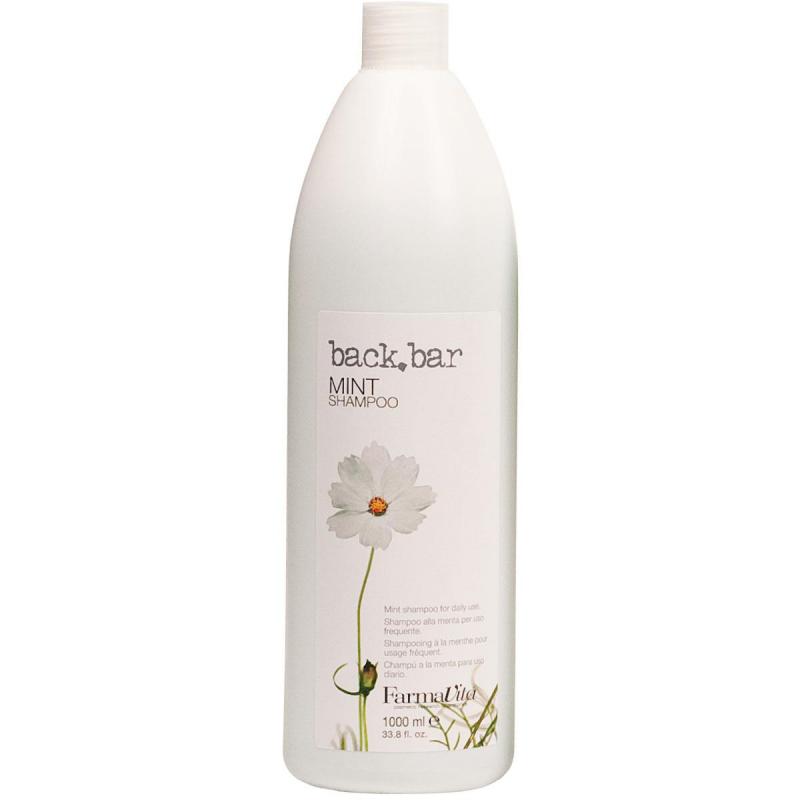 back.bar
MINT
SHAMPOO
Mint shampoo for daily use.
Shampoo alla menta per uso
frequente.
Shampooing à la menthe pour
usage fréquent.
Champú a la menta para uso
diario.
FarmaVita
1000 ml ℮
33.8 fl. oz.